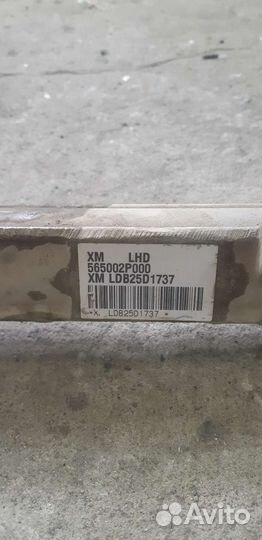 XM LHD
565002P000
XM LDB25D1737
*X. LDB25D1737 *
Avito